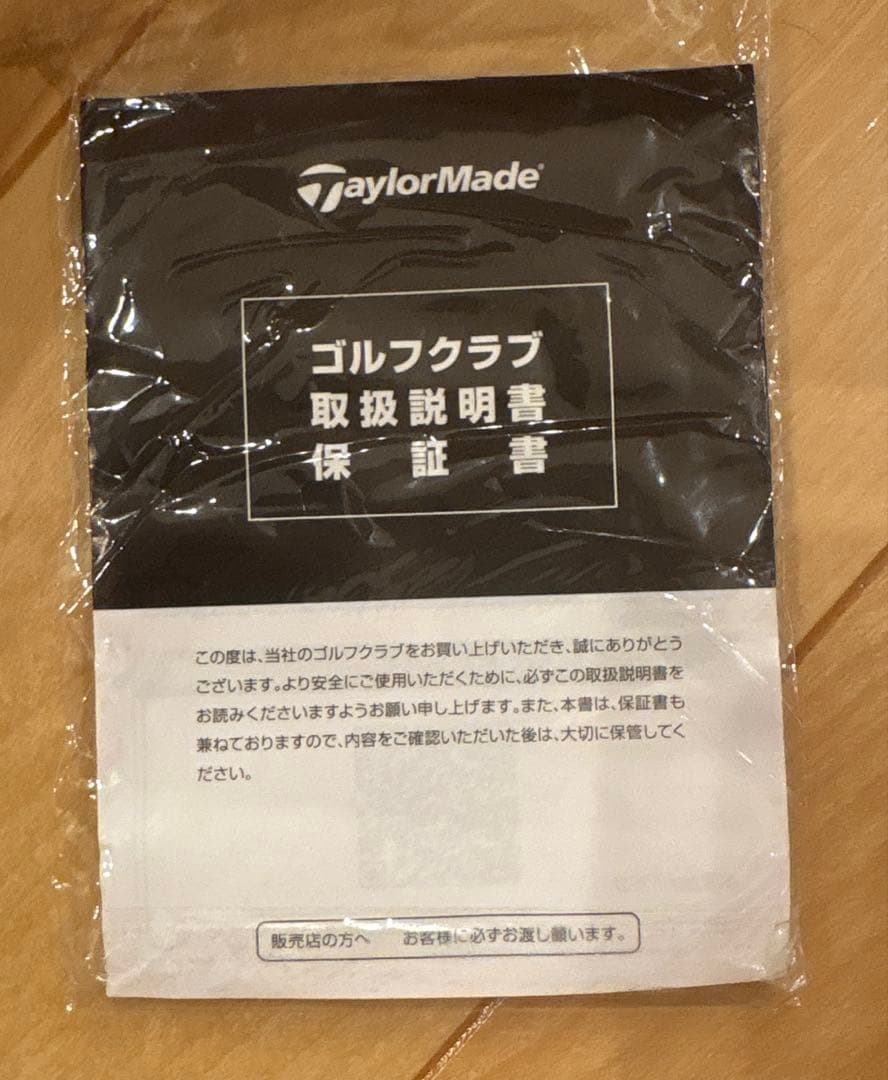 TaylorMade
ゴルフクラブ
取扱説明書
保証書
この度は、当社のゴルフクラブをお買い上げいただき、誠にありがとう
ございます。より安全にご使用いただくために、必ずこの取扱説明書を
お読みくださいますようお願い申し上げます。また、本書は、保証書も
兼ねておりますので、内容をご確認いただいた後は、大切に保管してく
ださい。
販売店の方へ　お客様に必ずお渡し願います。